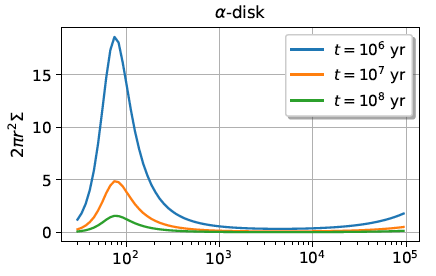 α-disk
2πr²Σ
15
10
5
0
t = 10⁶ yr
t = 10⁷ yr
t = 10⁸ yr
10² 10³ 10⁴ 10⁵